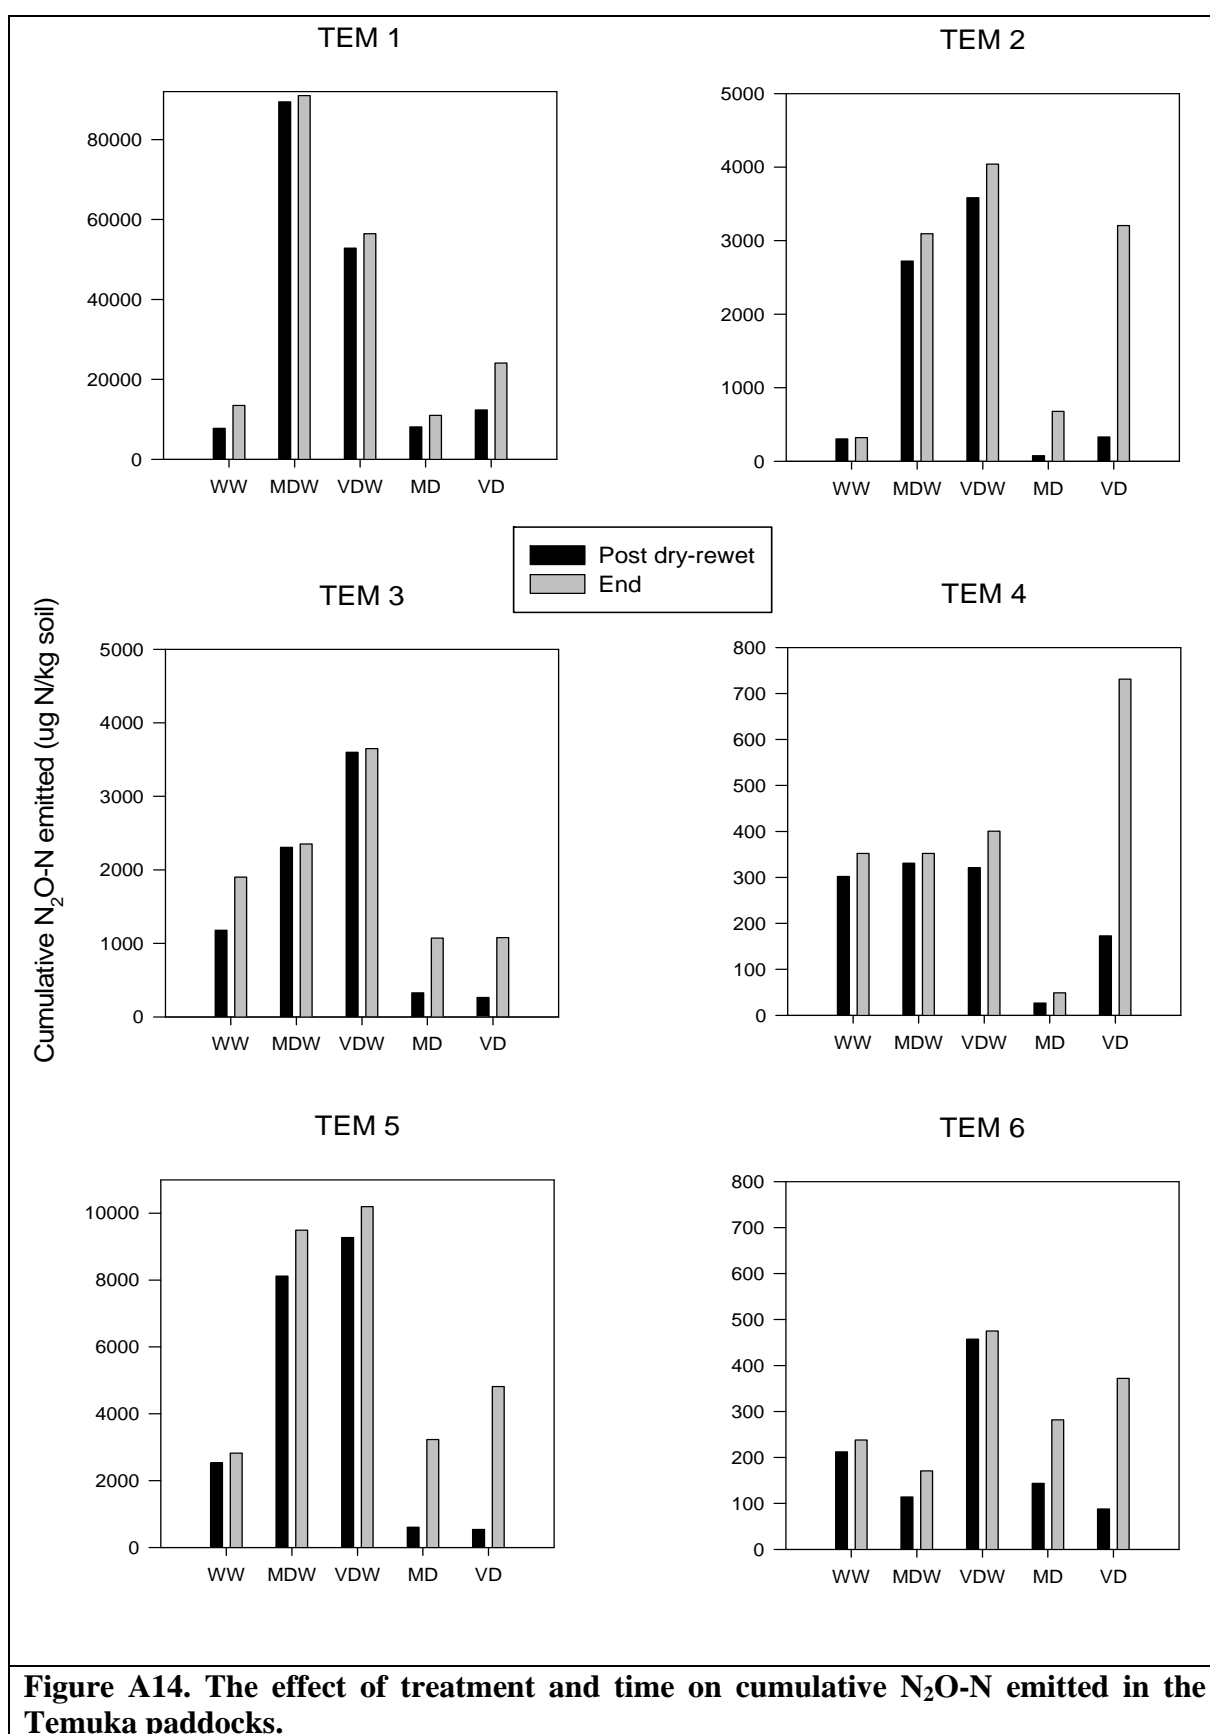 TEM 1
TEM 2
80000
60000
40000
20000
0
WW MDW VDW MD VD
5000
4000
3000
2000
1000
0
WW MDW VDW MD VD
Post dry-rewet
End
Cumulative N2O-N emitted (ug N/kg soil)
TEM 3
TEM 4
5000
4000
3000
2000
1000
0
WW MDW VDW MD VD
800
700
600
500
400
300
200
100
0
WW MDW VDW MD VD
TEM 5
TEM 6
10000
8000
6000
4000
2000
0
WW MDW VDW MD VD
800
700
600
500
400
300
200
100
0
WW MDW VDW MD VD
Figure A14. The effect of treatment and time on cumulative N2O-N emitted in the
Temuka paddocks.